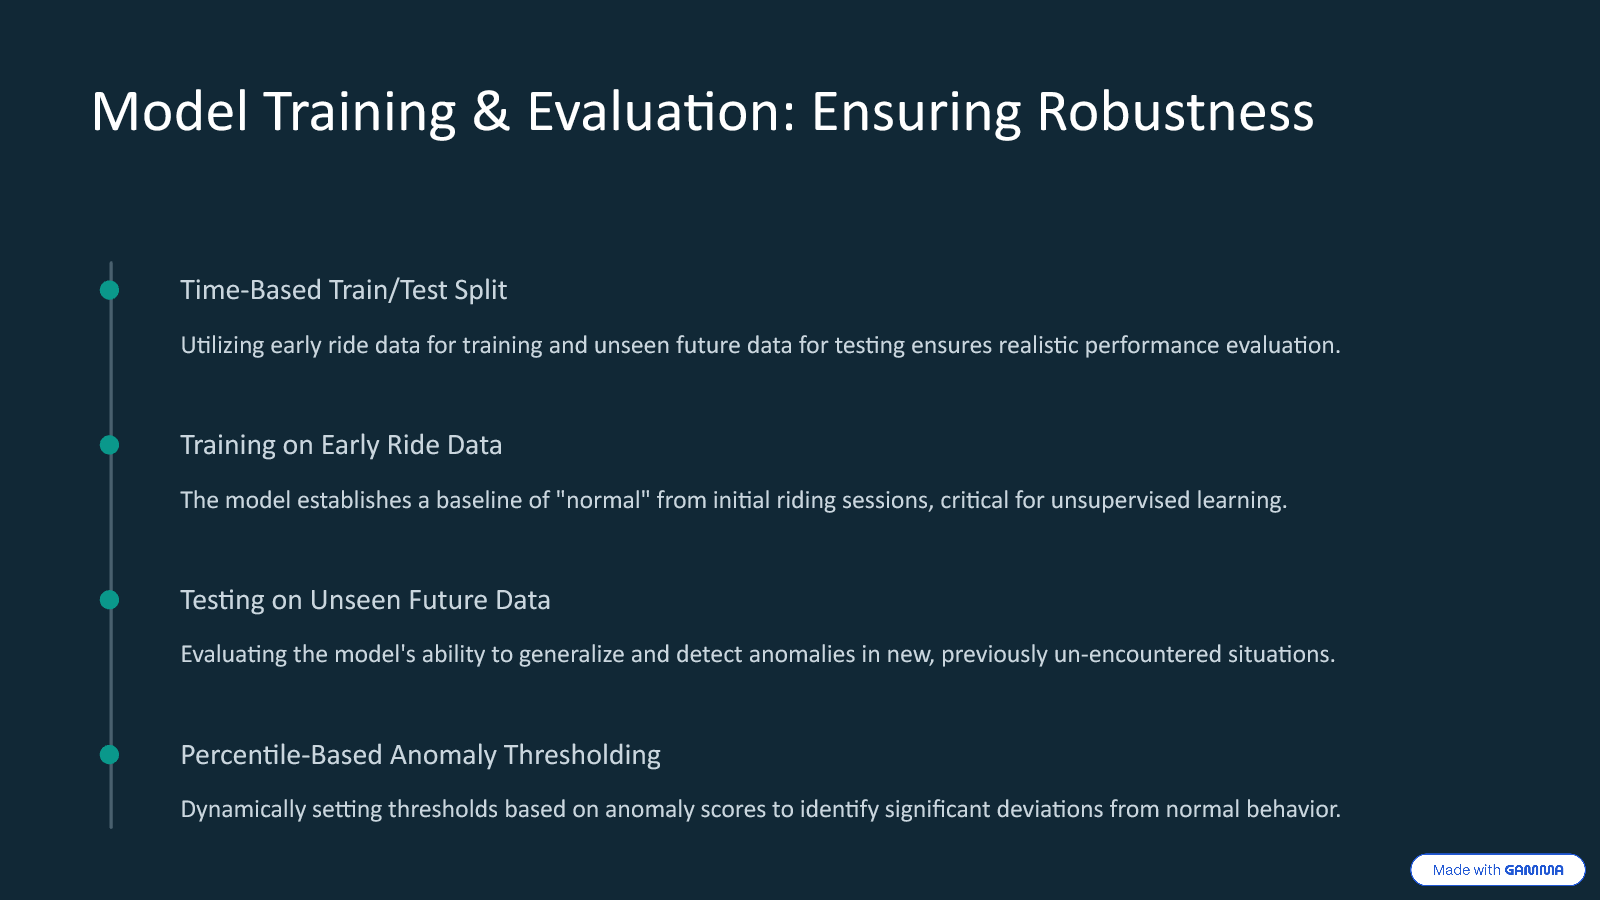 Model Training & Evaluation: Ensuring Robustness
Time-Based Train/Test Split
Utilizing early ride data for training and unseen future data for testing ensures realistic performance evaluation.
Training on Early Ride Data
The model establishes a baseline of "normal" from initial riding sessions, critical for unsupervised learning.
Testing on Unseen Future Data
Evaluating the model's ability to generalize and detect anomalies in new, previously un-encountered situations.
Percentile-Based Anomaly Thresholding
Dynamically setting thresholds based on anomaly scores to identify significant deviations from normal behavior.
Made with GAMMA